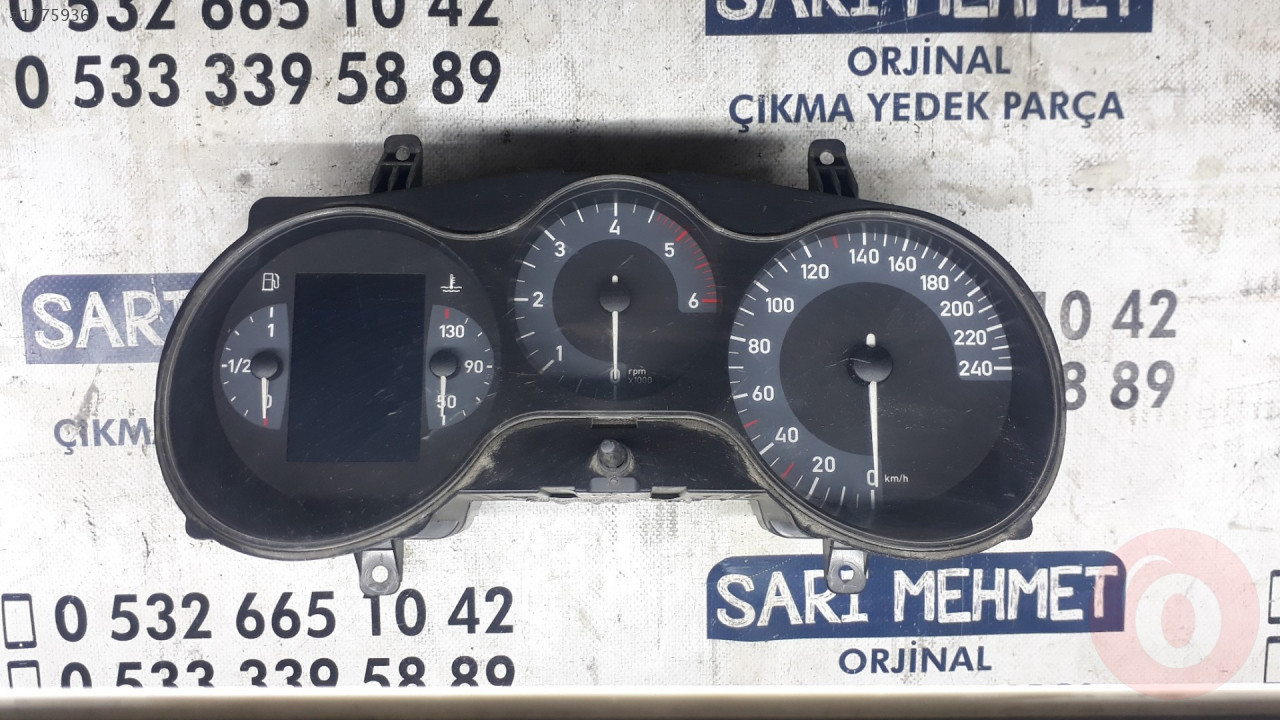 0 532 665 10 42
0 533 339 58 89
SARI MEHMET
ORJİNAL
ÇIKMA YEDEK PARÇA
SARI
ÇIKMA
10 42
8 89
1
-1/2
0
130
90
50
1
2
3
4
5
6
0
rpm
x1000
0
20
40
60
80
100
120
140
160
180
200
220
240
km/h
0 532 665 10 42
0 533 339 58 89
SARI MEHMET
ORJİNAL